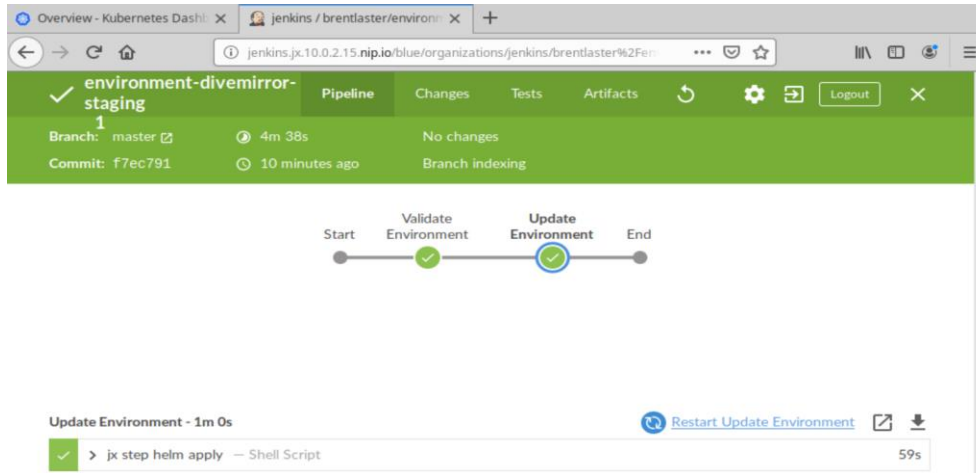 Overview - Kubernetes Dash
jenkins / brentlaster/environ
jenkins.jx.10.0.2.15.nip.io/blue/organizations/jenkins/brentlaster%2Fen
environment-divemirror-staging 1
Pipeline
Changes
Tests
Artifacts
Logout
Branch: master
4m 38s
No changes
Commit: f7ec791
10 minutes ago
Branch indexing
Start
Validate Environment
Update Environment
End
Update Environment - 1m 0s
Restart Update Environment
jx step helm apply — Shell Script
59s